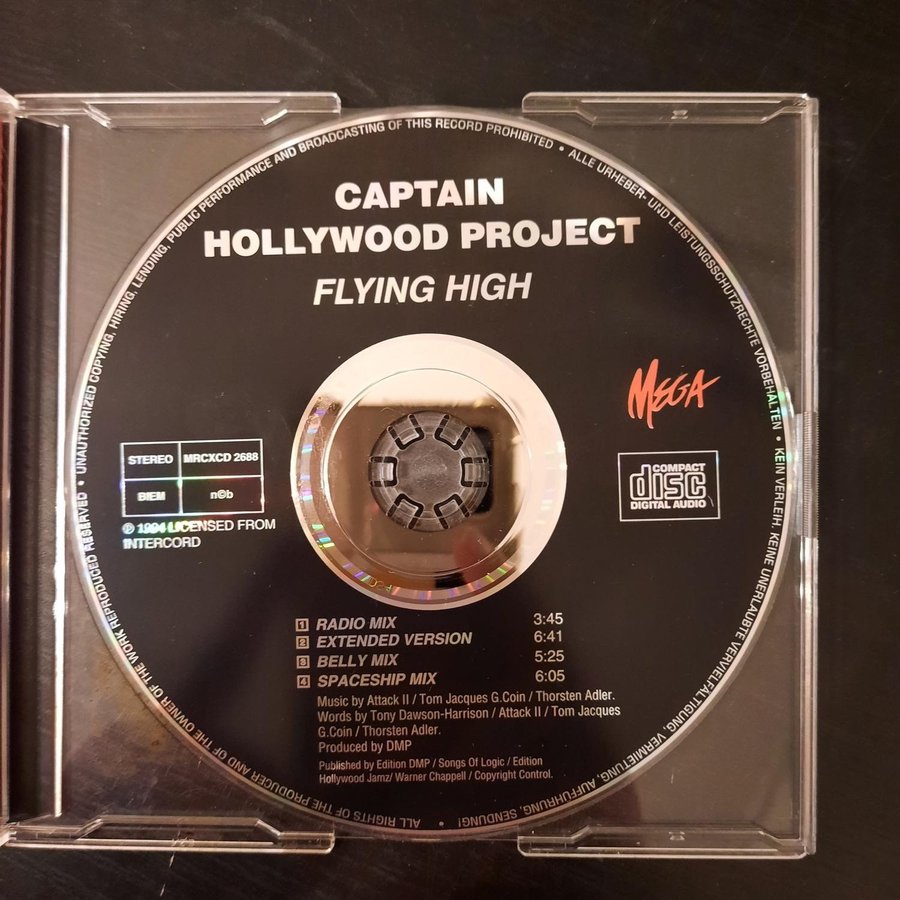 CAPTAIN
HOLLYWOOD PROJECT
FLYING HIGH
MEGA
STEREO MRCXCD 2688
BIEM n©b
℗ 1994 LICENSED FROM
INTERCORD
COMPACT
disc
DIGITAL AUDIO
1 RADIO MIX 3:45
2 EXTENDED VERSION 6:41
3 BELLY MIX 5:25
4 SPACESHIP MIX 6:05
Music by Attack II / Tom Jacques G.Coin / Thorsten Adler.
Words by Tony Dawson-Harrison / Attack II / Tom Jacques
G.Coin / Thorsten Adler.
Produced by DMP
Published by Edition DMP / Songs Of Logic / Edition
Hollywood Jamz / Warner Chappell / Copyright Control.
ALL RIGHTS OF THE PRODUCER AND OF THE OWNER OF THE WORK REPRODUCED RESERVED • UNAUTHORIZED COPYING, HIRING, LENDING, PUBLIC PERFORMANCE AND BROADCASTING OF THIS RECORD PROHIBITED • ALLE URHEBER- UND LEISTUNGSSCHUTZRECHTE VORBEHALTEN • KEIN VERLEIH, KEINE UNERLAUBTE VERVIELFÄLTIGUNG, VERMIETUNG, AUFFÜHRUNG, SENDUNG! •